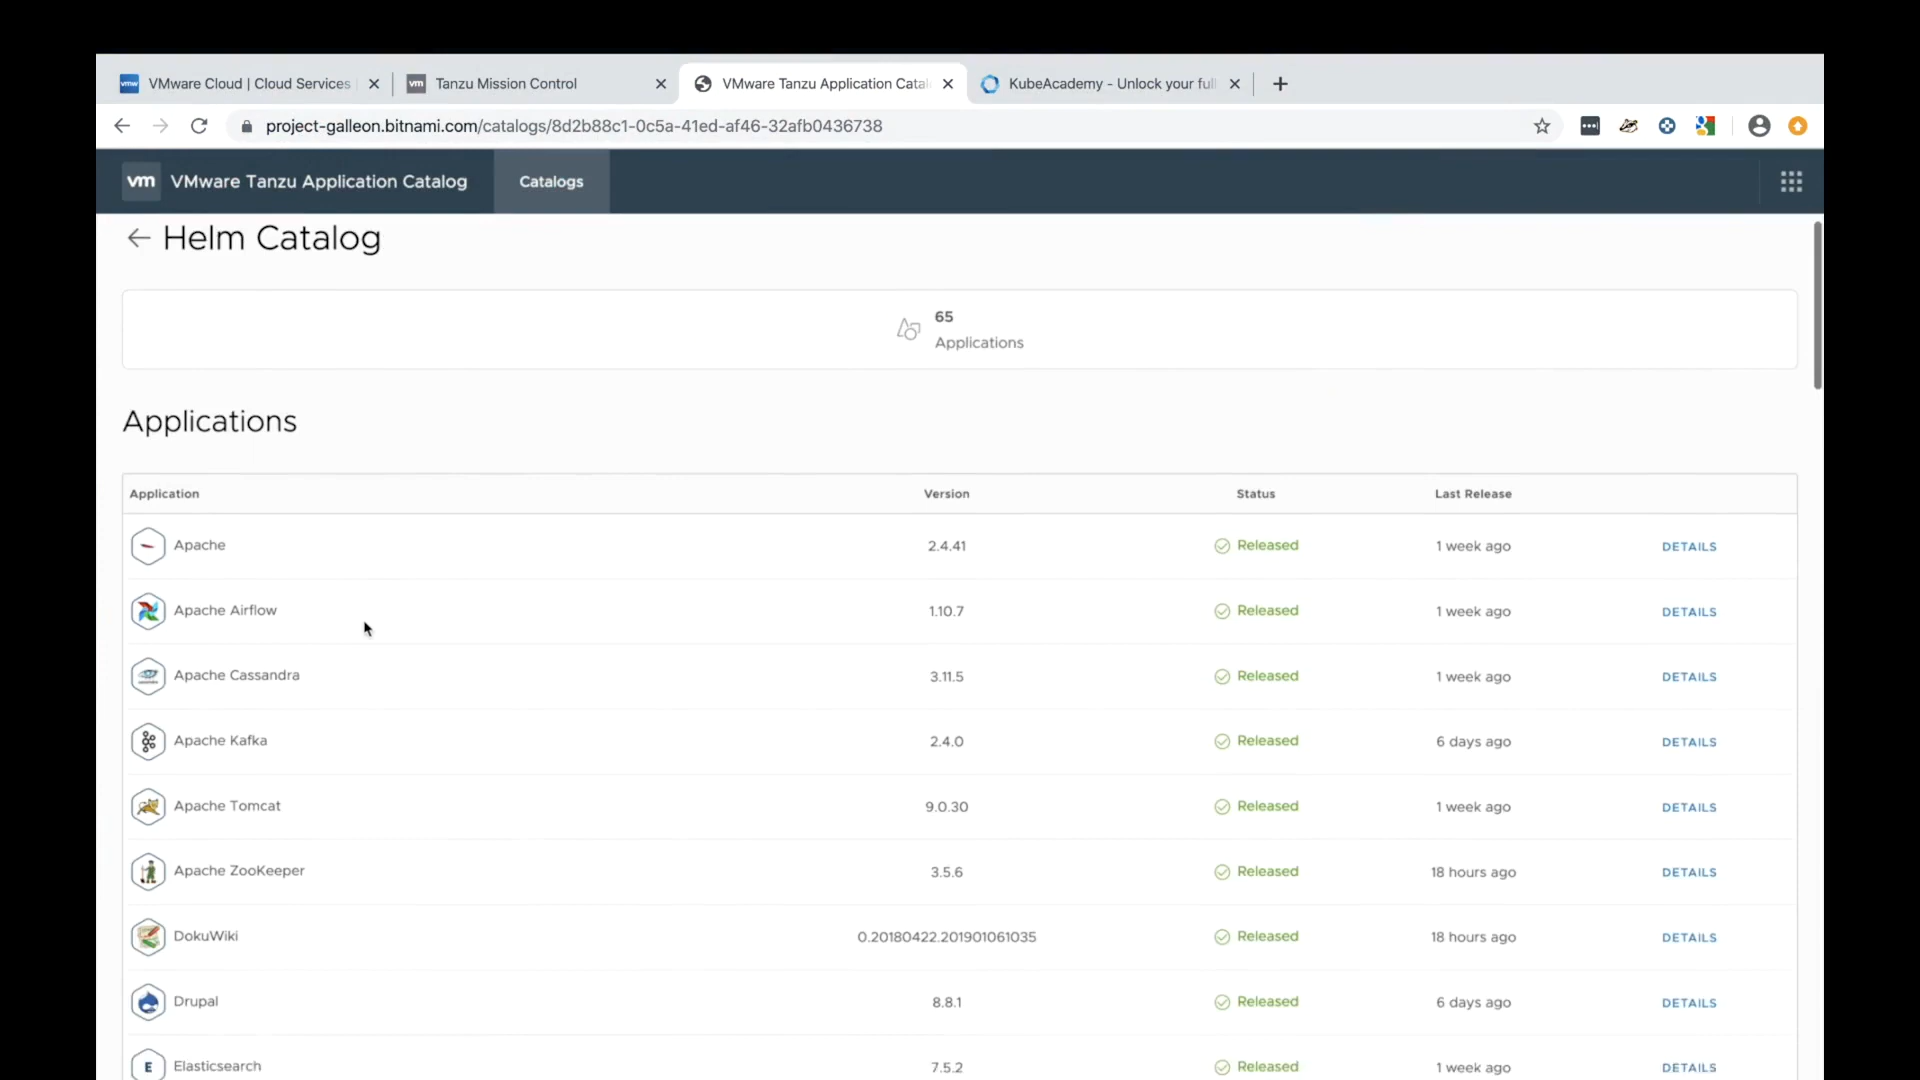 vmw VMware Cloud | Cloud Services
vm Tanzu Mission Control
VMware Tanzu Application Catal
KubeAcademy - Unlock your full
project-galleon.bitnami.com/catalogs/8d2b88c1-0c5a-41ed-af46-32afb0436738
vm VMware Tanzu Application Catalog Catalogs
Helm Catalog
65
Applications
Applications
Application Version Status Last Release
Apache 2.4.41 Released 1 week ago DETAILS
Apache Airflow 1.10.7 Released 1 week ago DETAILS
Apache Cassandra 3.11.5 Released 1 week ago DETAILS
Apache Kafka 2.4.0 Released 6 days ago DETAILS
Apache Tomcat 9.0.30 Released 1 week ago DETAILS
Apache ZooKeeper 3.5.6 Released 18 hours ago DETAILS
DokuWiki 0.20180422.201901061035 Released 18 hours ago DETAILS
Drupal 8.8.1 Released 6 days ago DETAILS
E Elasticsearch 7.5.2 Released 1 week ago DETAILS